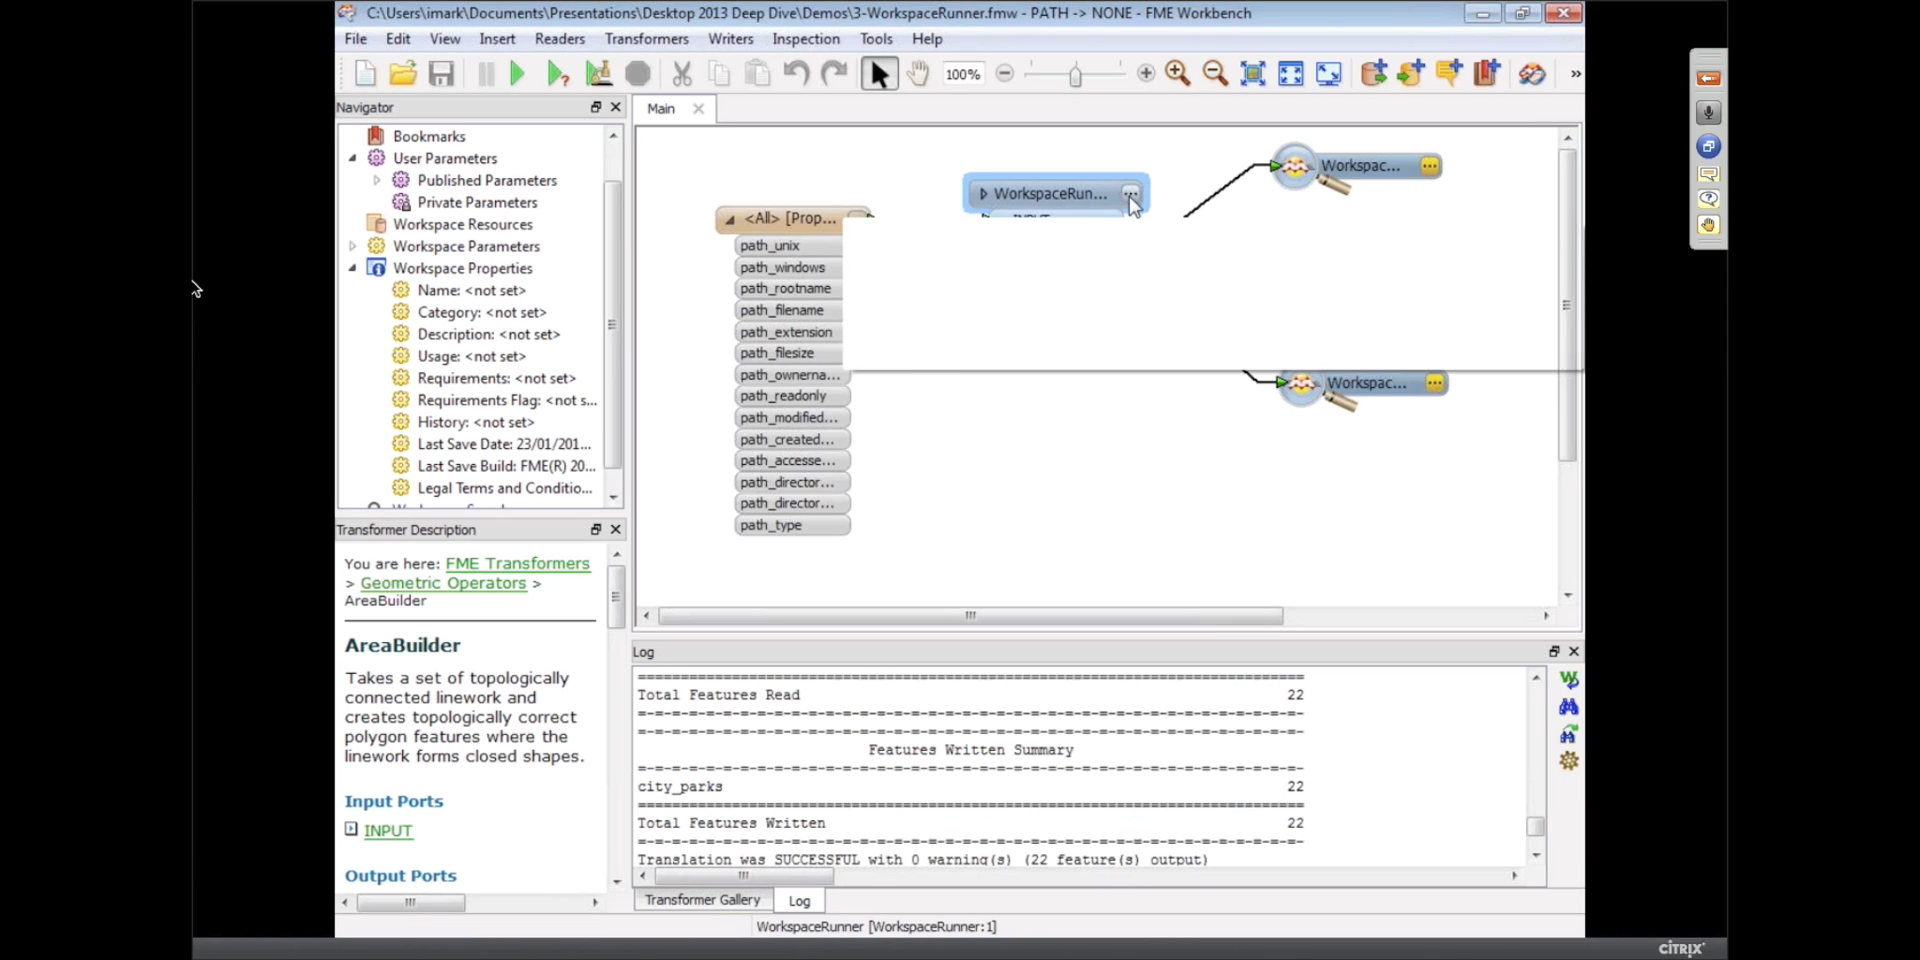 C:\Users\imark\Documents\Presentations\Desktop 2013 Deep Dive\Demos\3-WorkspaceRunner.fmw - PATH -> NONE - FME Workbench
File Edit View Insert Readers Transformers Writers Inspection Tools Help
100%
Navigator
Bookmarks
User Parameters
Published Parameters
Private Parameters
Workspace Resources
Workspace Parameters
Workspace Properties
Name: <not set>
Category: <not set>
Description: <not set>
Usage: <not set>
Requirements: <not set>
Requirements Flag: <not s...
History: <not set>
Last Save Date: 23/01/201...
Last Save Build: FME(R) 20...
Legal Terms and Conditio...
Transformer Description
You are here: FME Transformers
> Geometric Operators >
AreaBuilder
AreaBuilder
Takes a set of topologically
connected linework and
creates topologically correct
polygon features where the
linework forms closed shapes.
Input Ports
INPUT
Output Ports
Main
WorkspaceRun...
Workspac...
<All> [Prop...
path_unix
path_windows
path_rootname
path_filename
path_extension
path_filesize
path_ownerna...
path_readonly
path_modified...
path_created...
path_accesse...
path_director...
path_director...
path_type
Workspac...
Log
Total Features Read 22
Features Written Summary
city_parks 22
Total Features Written 22
Translation was SUCCESSFUL with 0 warning(s) (22 feature(s) output)
Transformer Gallery Log
WorkspaceRunner [WorkspaceRunner:1]
CITRIX